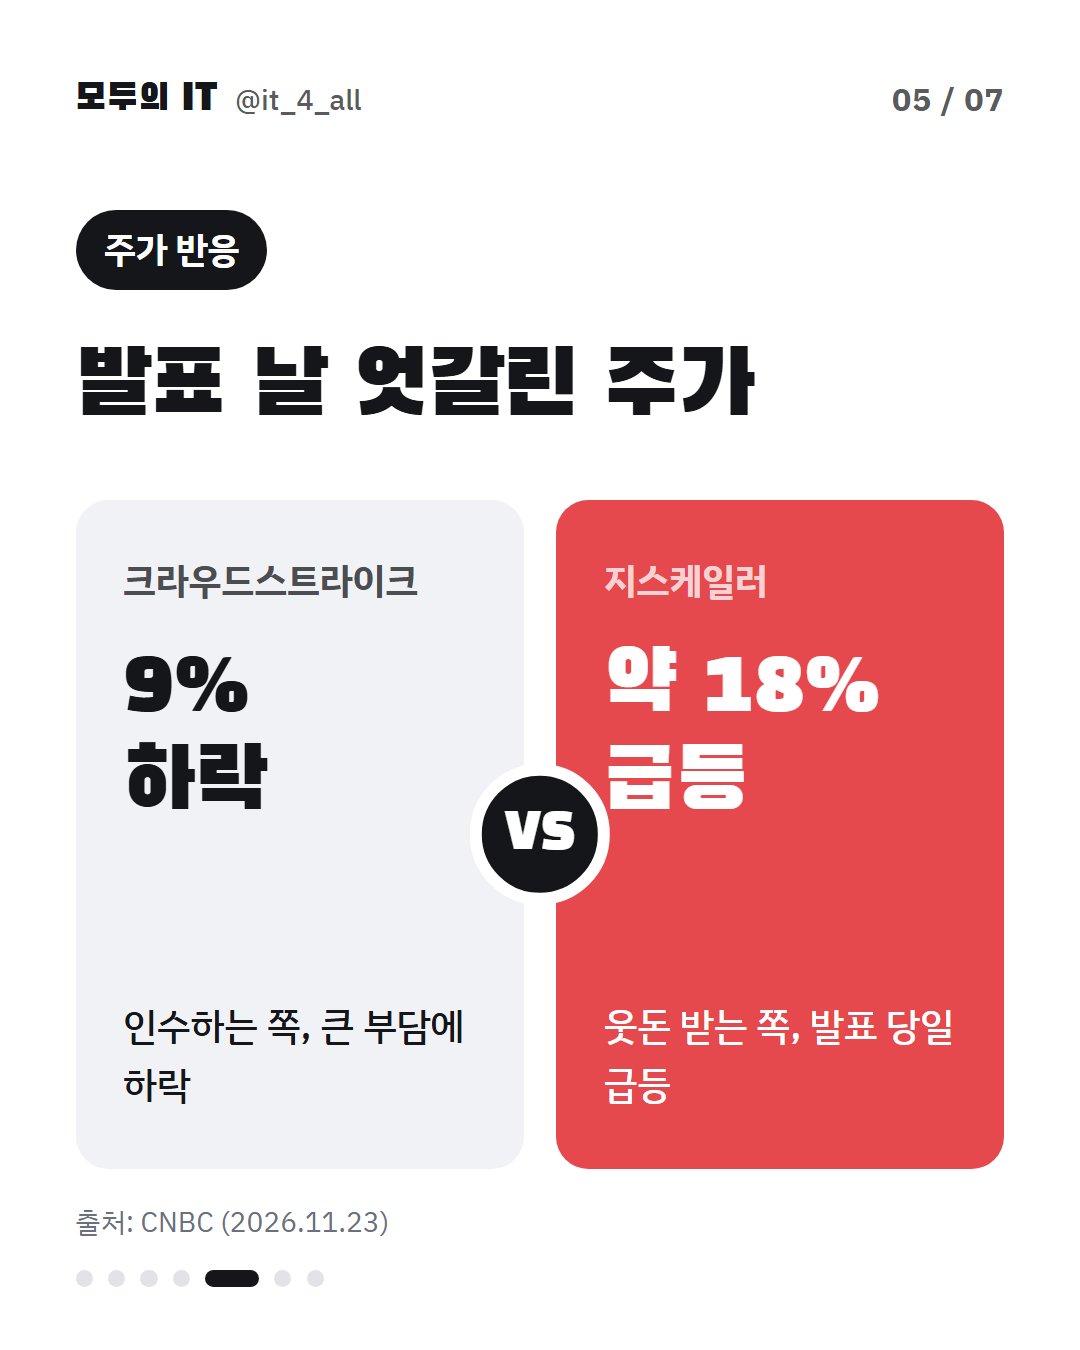 모두의 IT @it_4_all
05 / 07
주가 반응
발표 날 엇갈린 주가
크라우드스트라이크
9%
하락
VS
지스케일러
약 18%
급등
인수하는 쪽, 큰 부담에
하락
웃돈 받는 쪽, 발표 당일
급등
출처: CNBC (2026.11.23)